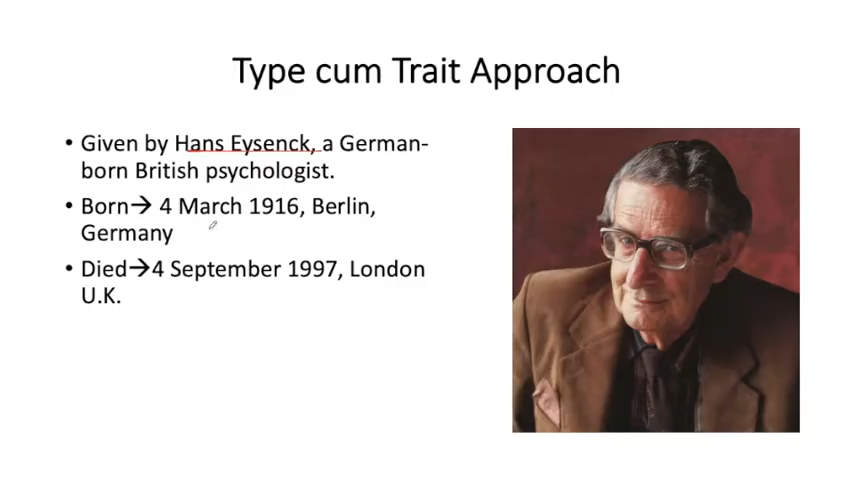 Type cum Trait Approach
• Given by Hans Eysenck, a German-
born British psychologist.
• Born→ 4 March 1916, Berlin,
Germany
• Died→4 September 1997, London
U.K.